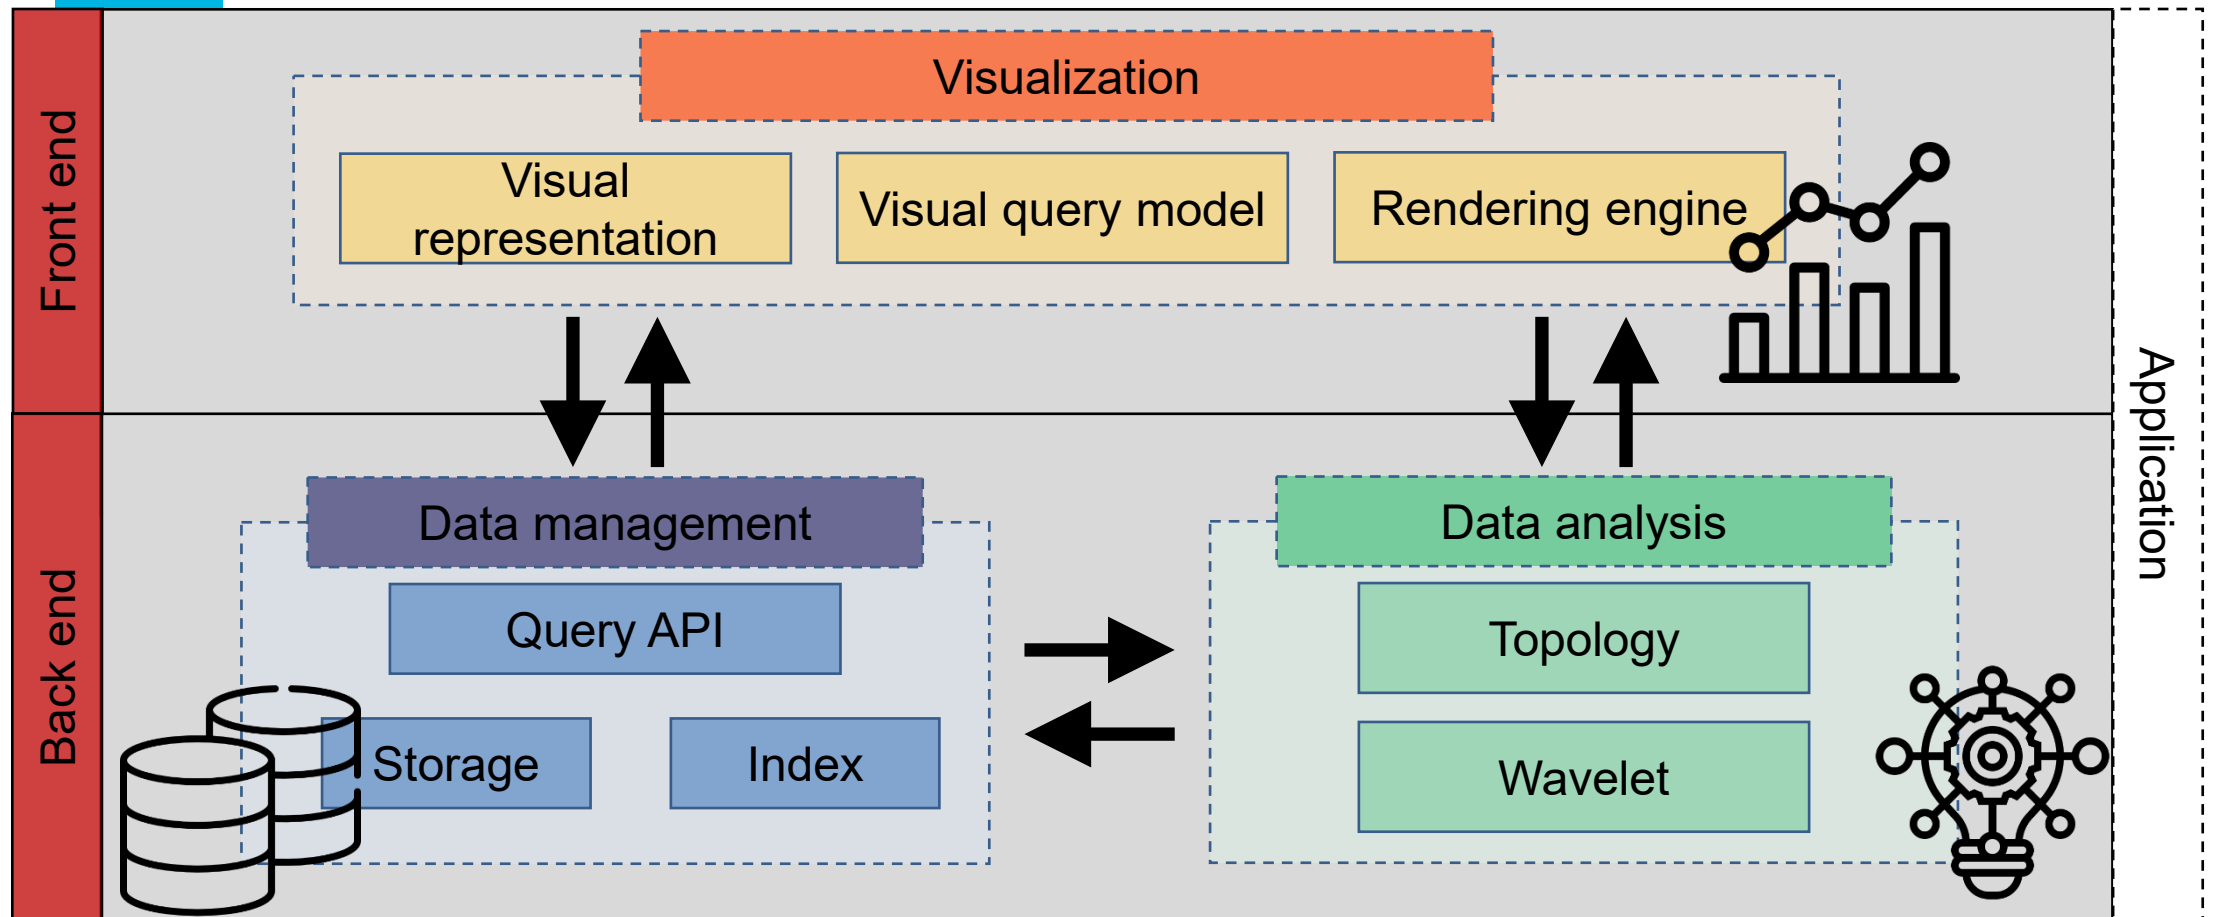 Visualization
Front end
Visual
representation
Visual query model
Rendering engine
Application
Data management
Data analysis
Back end
Query API
Topology
Storage
Index
Wavelet